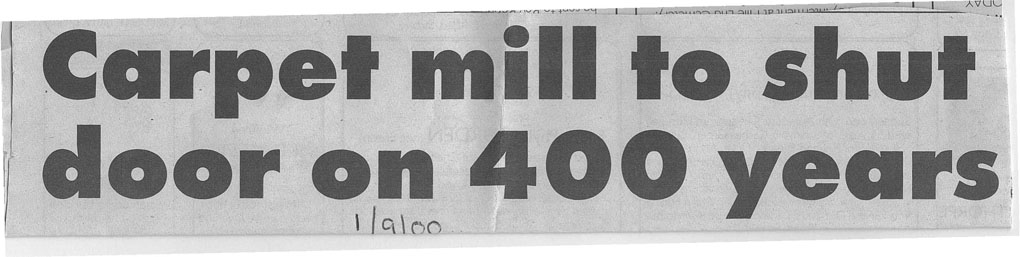 Carpet mill to shut
door on 400 years
1/9/00